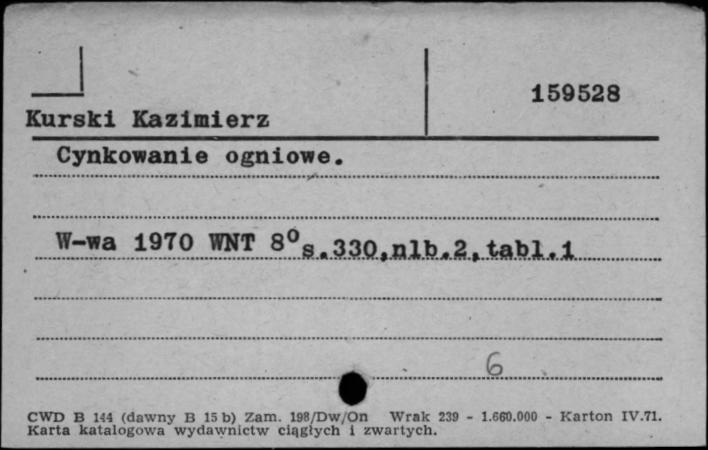 159528
Kurski Kazimierz
Cynkowanie ogniowe.
W-wa 1970 WNT 8° s.330,nlb.2,tabl.1
6
CWD B 144 (dawny B 15 b) Zam. 198/Dw/On Wrak 239 - 1.660.000 - Karton IV.71.
Karta katalogowa wydawnictw ciągłych i zwartych.